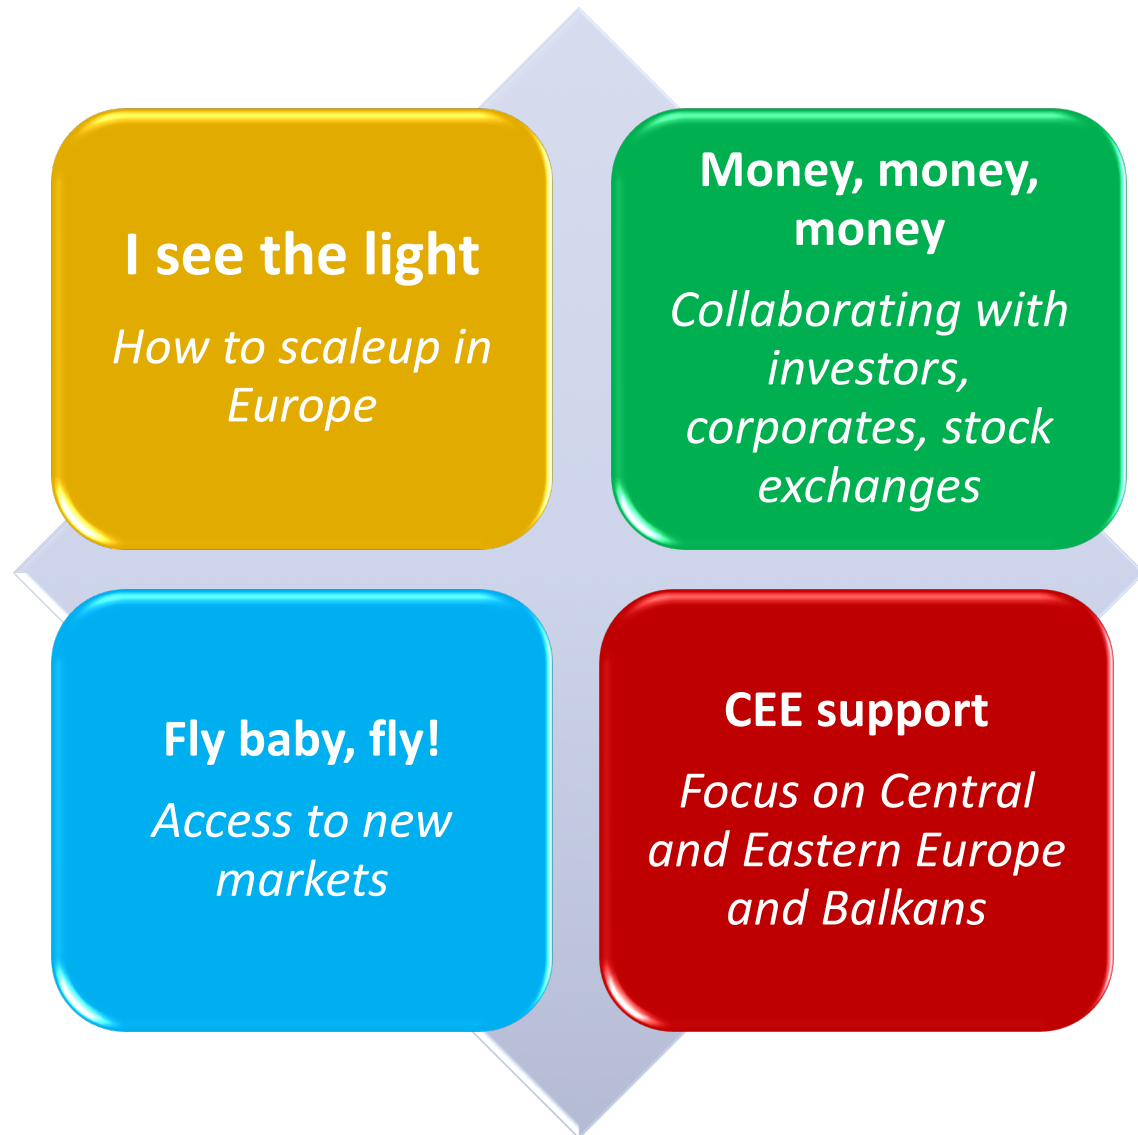 I see the light
How to scaleup in
Europe
Money, money,
money
Collaborating with
investors,
corporates, stock
exchanges
Fly baby, fly!
Access to new
markets
CEE support
Focus on Central
and Eastern Europe
and Balkans